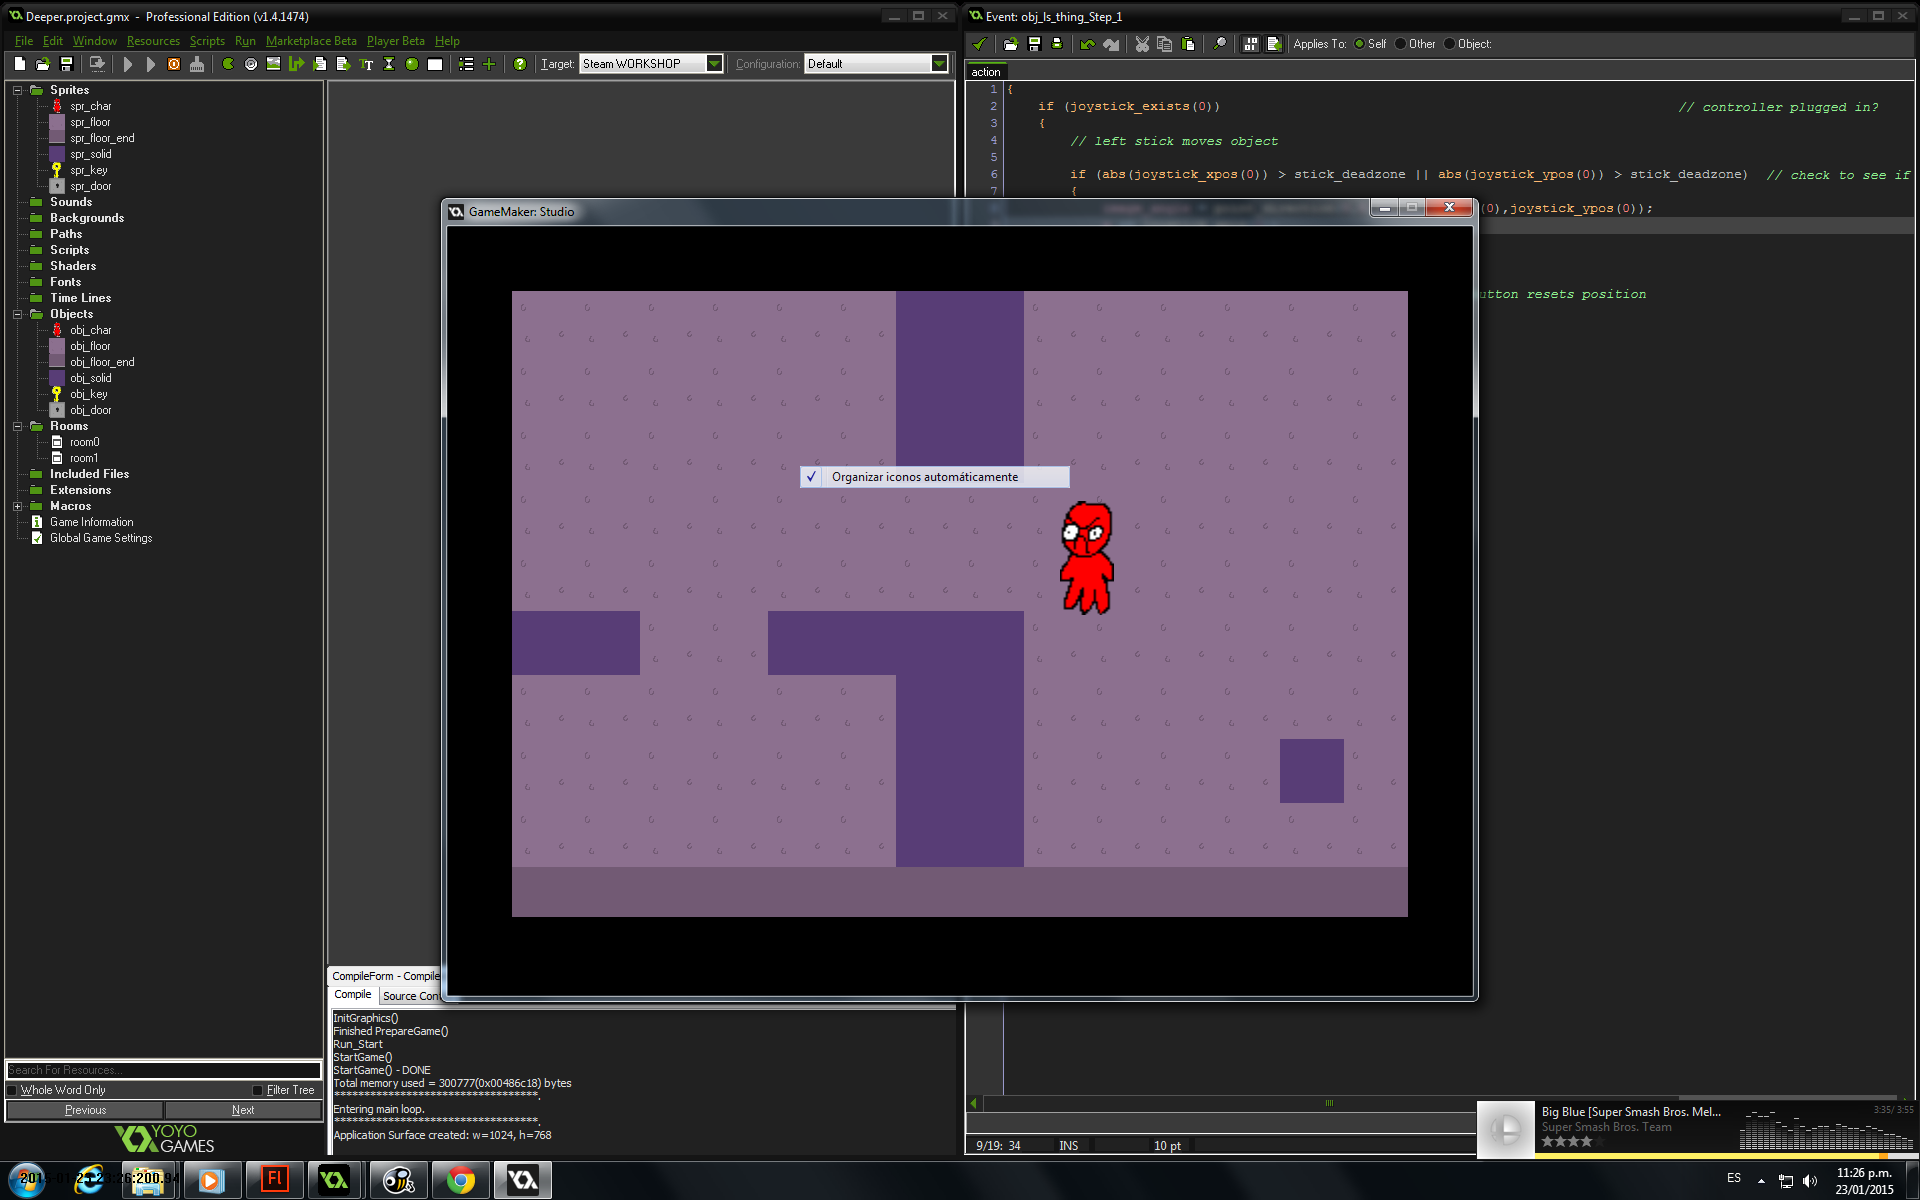 Deeper.project.gmx - Professional Edition (v1.4.1474)
File Edit Window Resources Scripts Run Marketplace Beta Player Beta Help
Target: Steam WORKSHOP Configuration: Default
Sprites
spr_char
spr_floor
spr_floor_end
spr_solid
spr_key
spr_door
Sounds
Backgrounds
Paths
Scripts
Shaders
Fonts
Time Lines
Objects
obj_char
obj_floor
obj_floor_end
obj_solid
obj_key
obj_door
Rooms
room0
room1
Included Files
Extensions
Macros
Game Information
Global Game Settings
Search For Resources...
Whole Word Only Filter Tree
Previous Next
YOYO
GAMES
Event: obj_ls_thing_Step_1
Applies To: Self Other Object:
action
1 {
2 if (joystick_exists(0)) // controller plugged in?
3 {
4 // left stick moves object
5
6 if (abs(joystick_xpos(0)) > stick_deadzone || abs(joystick_ypos(0)) > stick_deadzone) // check to see if
7 {
(0),joystick_ypos(0));
utton resets position
GameMaker: Studio
✓ Organizar iconos automáticamente
CompileForm - Compile
Compile Source Con
InitGraphics()
Finished PrepareGame()
Run_Start
StartGame()
StartGame() - DONE
Total memory used = 300777(0x00486c18) bytes
***********************************.
Entering main loop.
***********************************.
Application Surface created: w=1024, h=768
9/19: 34 INS 10 pt
Big Blue [Super Smash Bros. Mel... 3:35/ 3:55
Super Smash Bros. Team
Fl
ES 11:26 p.m.
23/01/2015